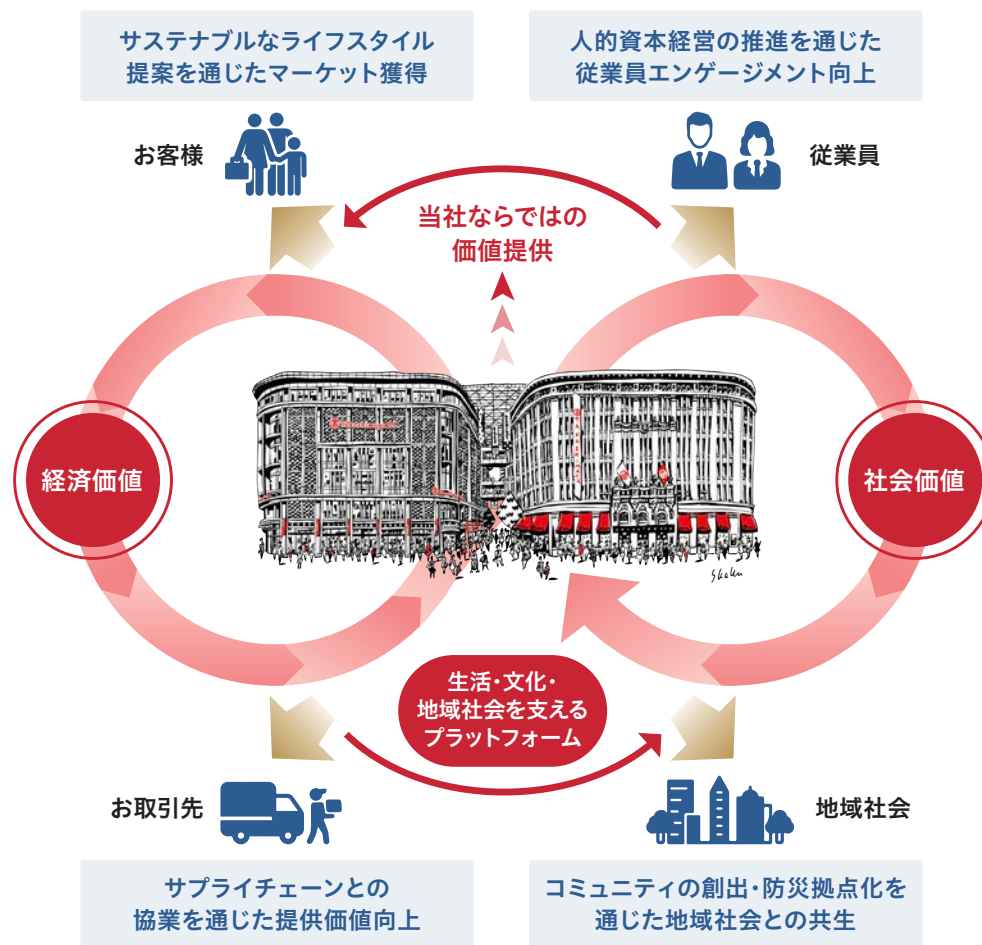 サステナブルなライフスタイル
提案を通じたマーケット獲得
人的資本経営の推進を通じた
従業員エンゲージメント向上
お客様
従業員
当社ならではの
価値提供
経済価値
社会価値
生活・文化・
地域社会を支える
プラットフォーム
お取引先
地域社会
サプライチェーンとの
協業を通じた提供価値向上
コミュニティの創出・防災拠点化を
通じた地域社会との共生